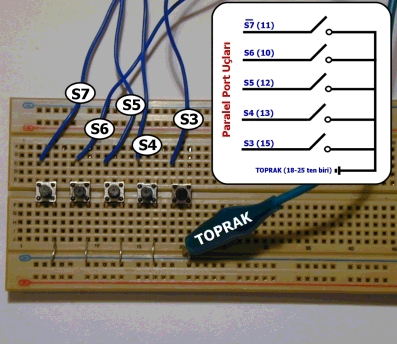 S7
S6
S5
S4
S3
TOPRAK
Paralel Port Uçları
S7 (11)
S6 (10)
S5 (12)
S4 (13)
S3 (15)
TOPRAK (18-25 ten biri)